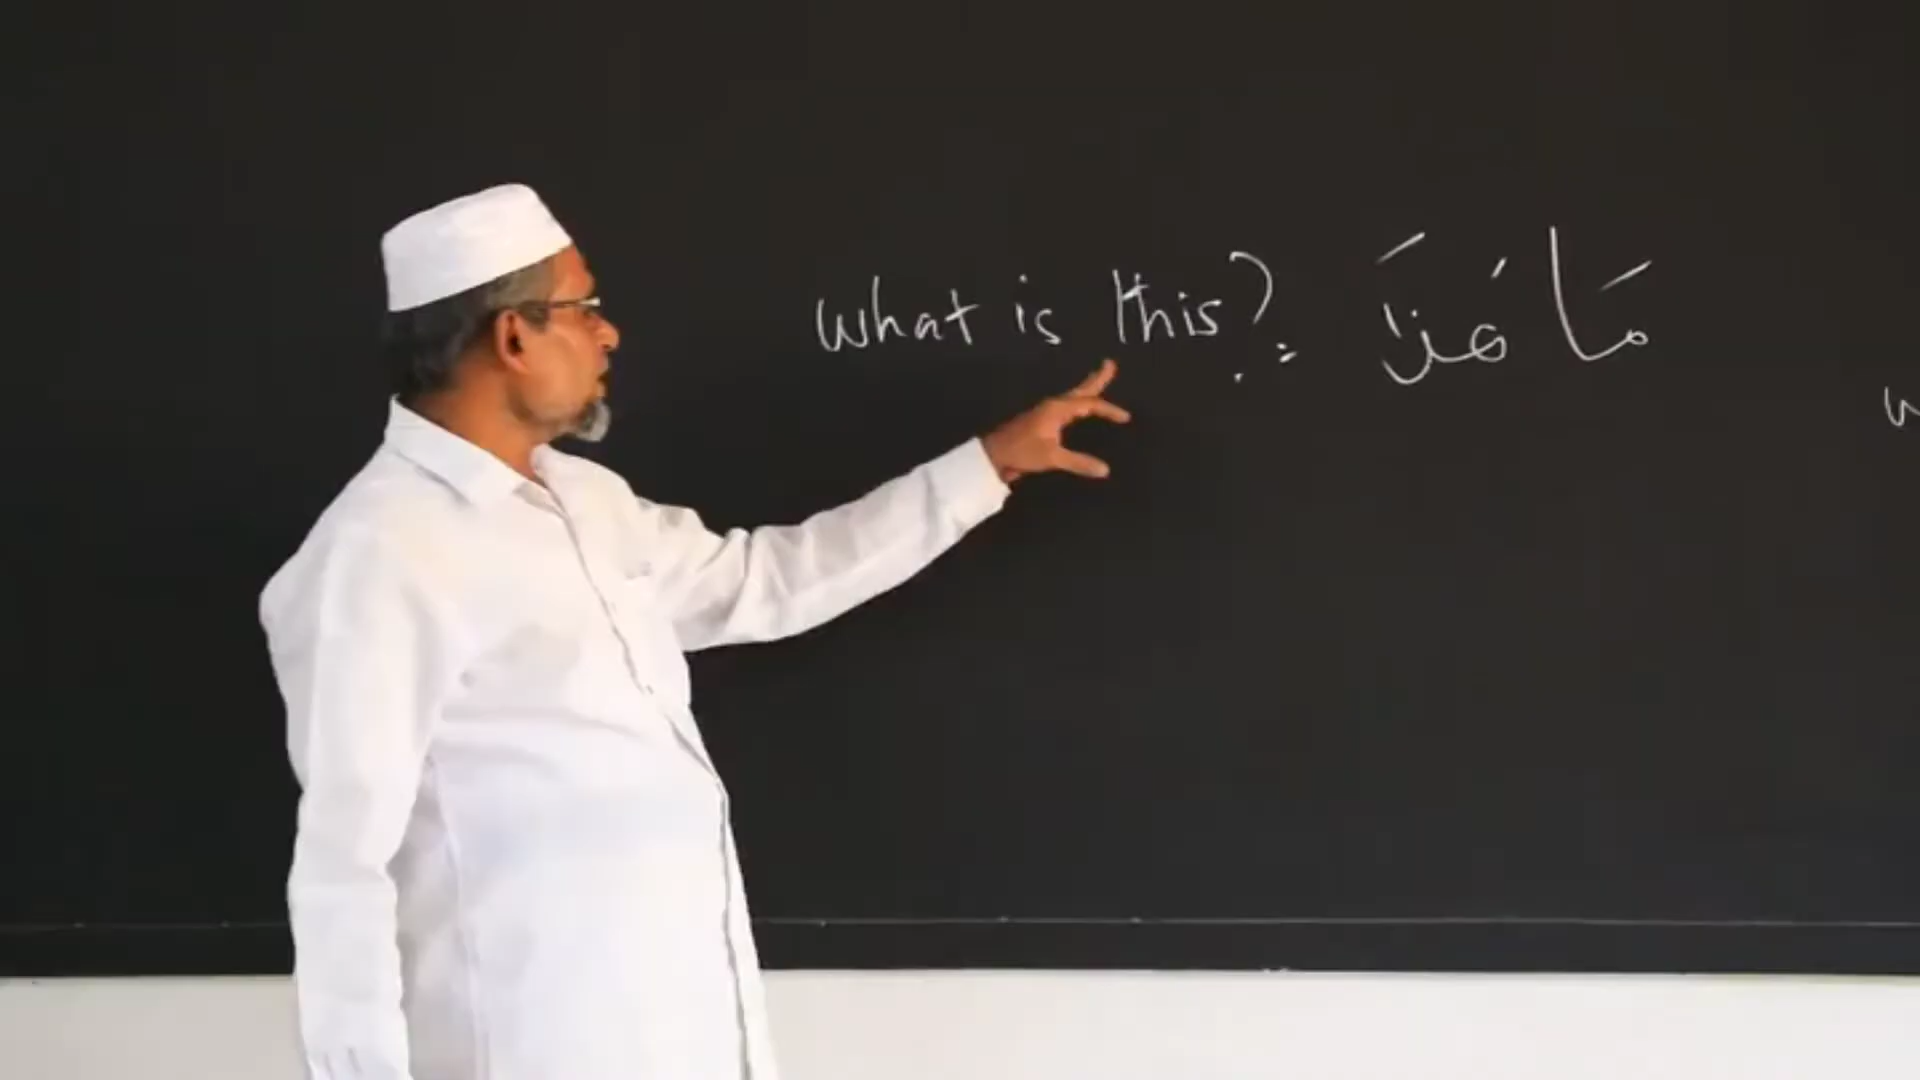 what is this? : مَا هَذَا